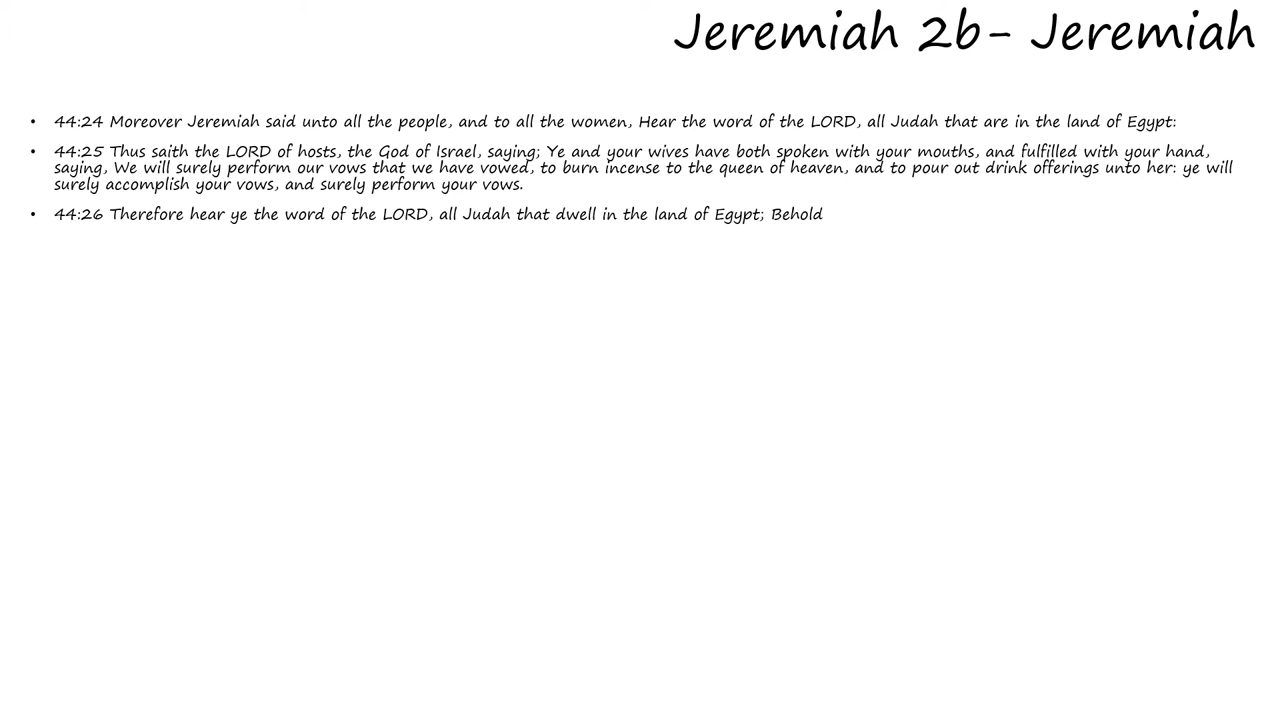 Jeremiah 2b- Jeremiah
• 44:24 Moreover Jeremiah said unto all the people, and to all the women, Hear the word of the LORD, all Judah that are in the land of Egypt:
• 44:25 Thus saith the LORD of hosts, the God of Israel, saying; Ye and your wives have both spoken with your mouths, and fulfilled with your hand,
saying, We will surely perform our vows that we have vowed, to burn incense to the queen of heaven, and to pour out drink offerings unto her: ye will
surely accomplish your vows, and surely perform your vows.
• 44:26 Therefore hear ye the word of the LORD, all Judah that dwell in the land of Egypt; Behold